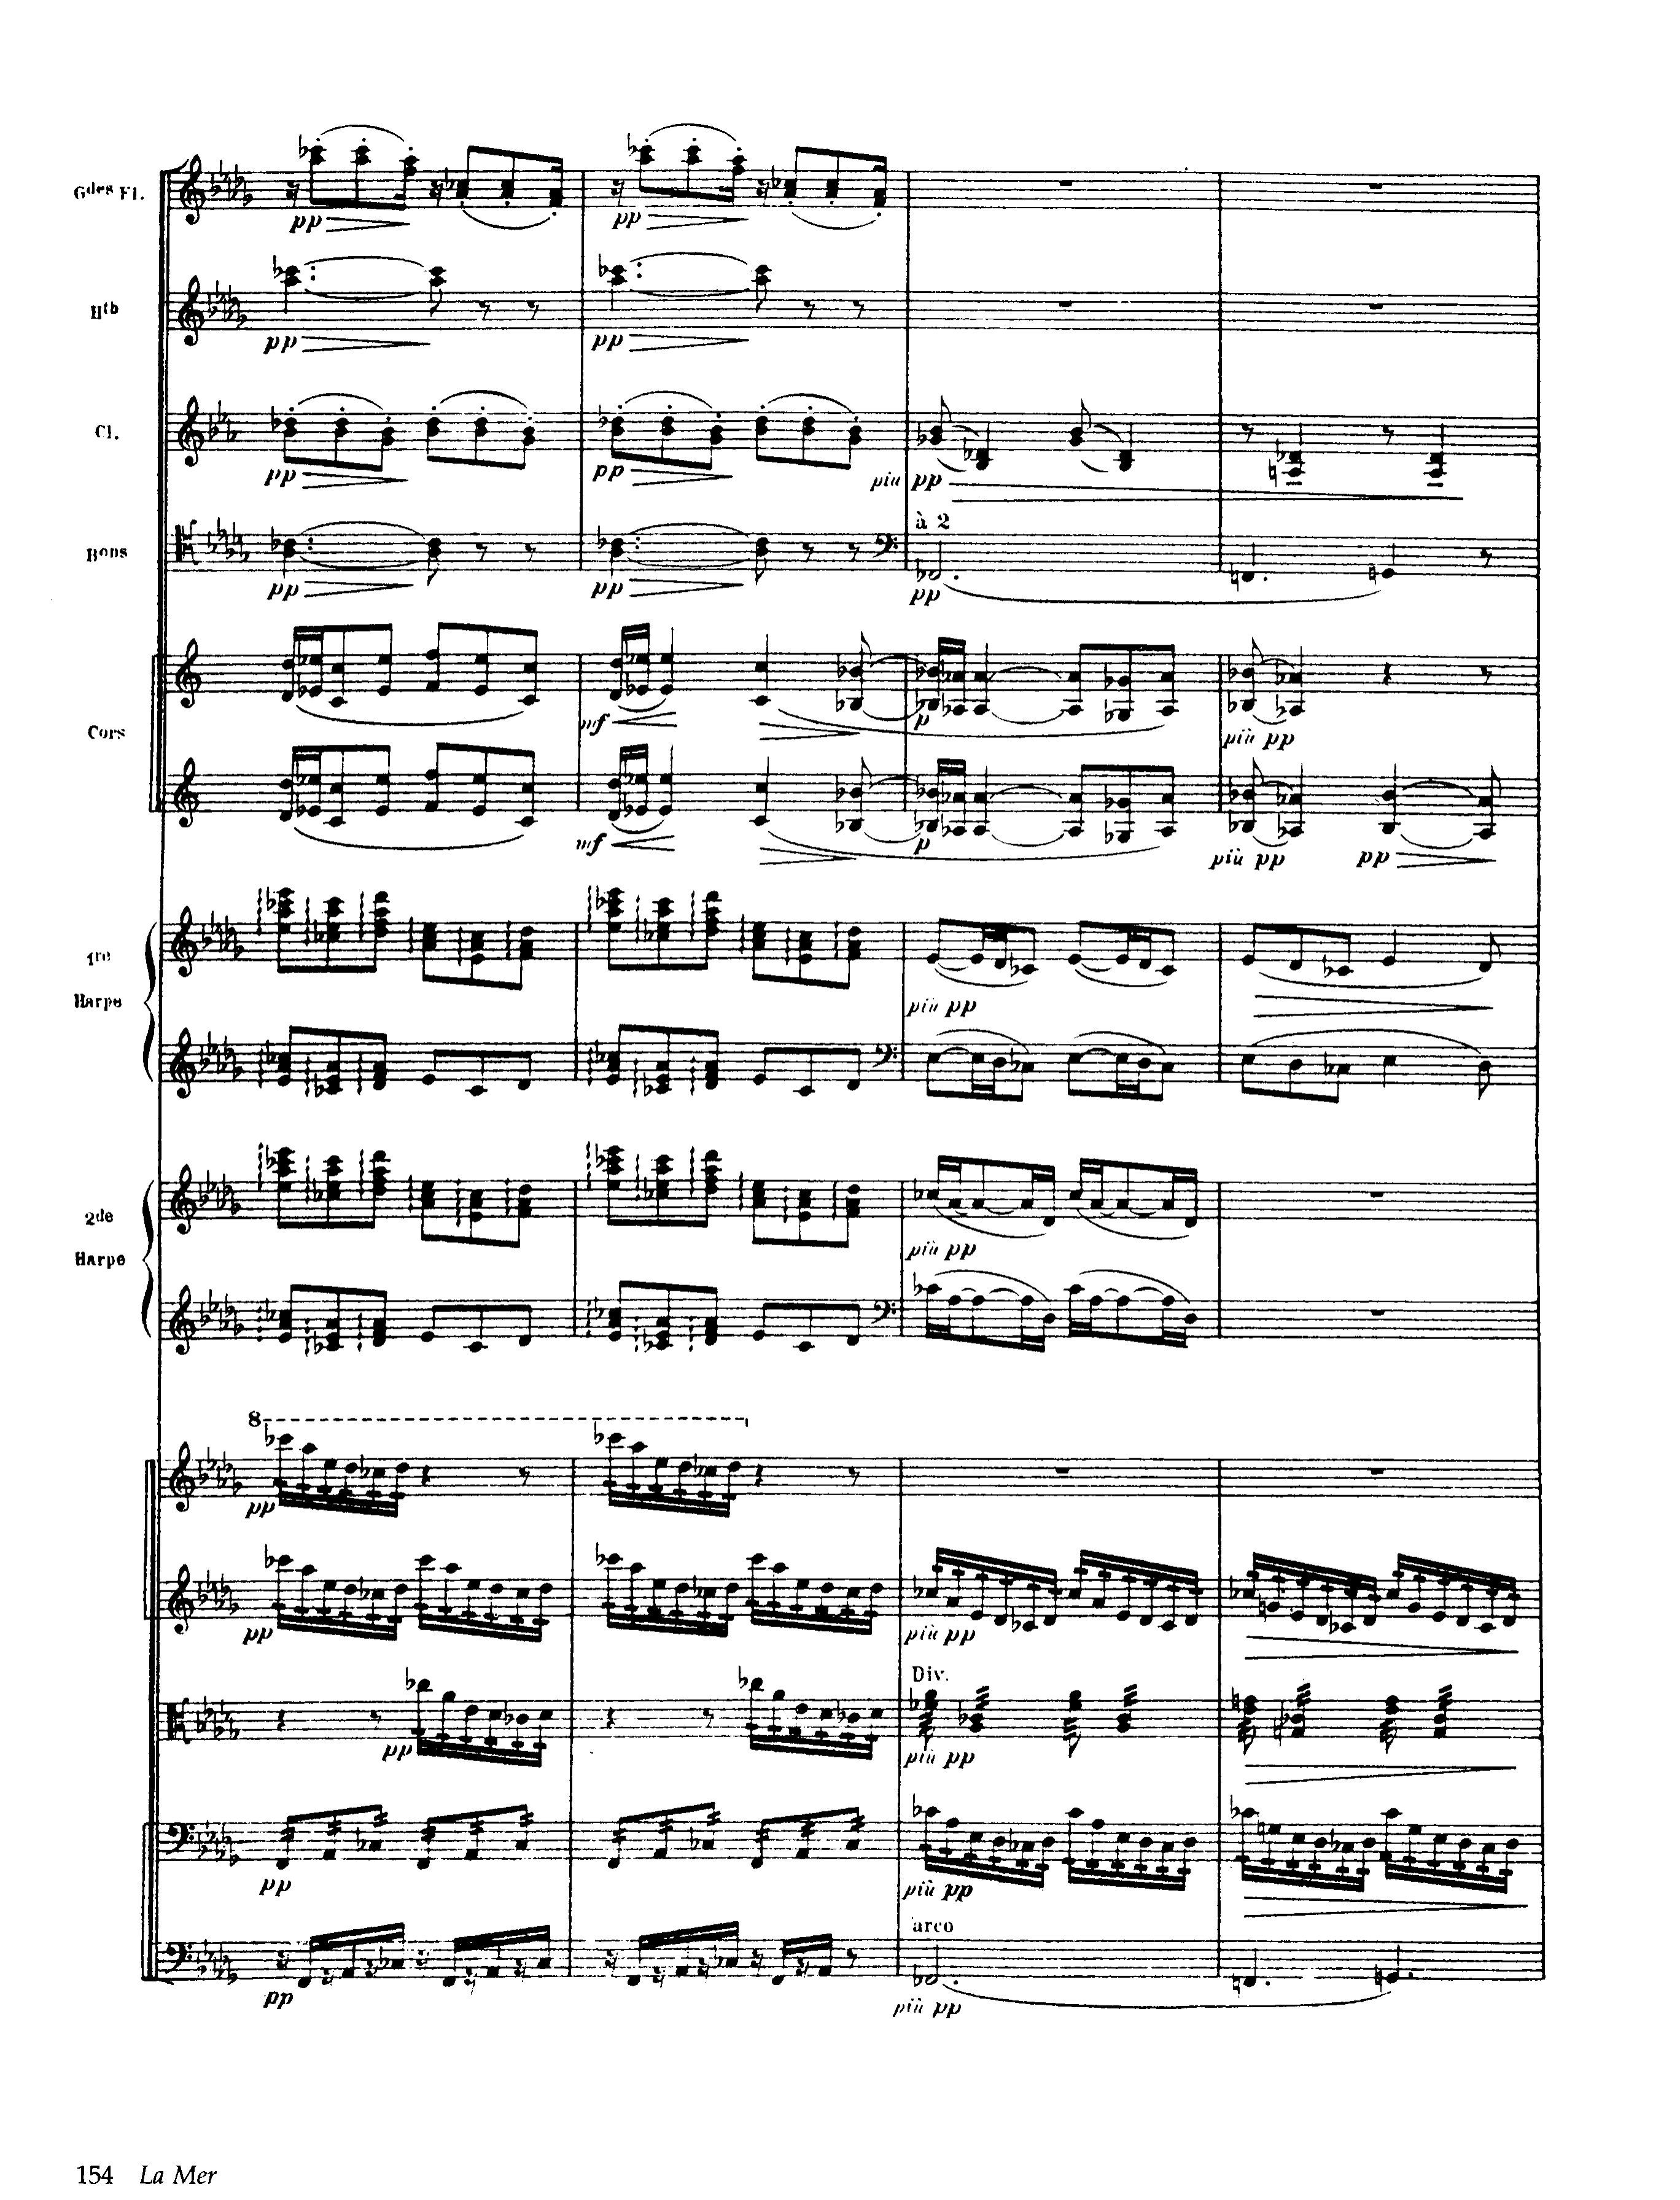 Gdes Fl.
pp pp
Htb
pp pp
Cl.
pp pp più pp
à 2
Bons
pp pp pp
Cors
mf p più pp
mf p più pp pp
1re
Harpe
più pp
2de
Harpe
più pp
8
pp
pp più pp
Div.
pp più pp
pp più pp
arco
pp più pp
154 La Mer